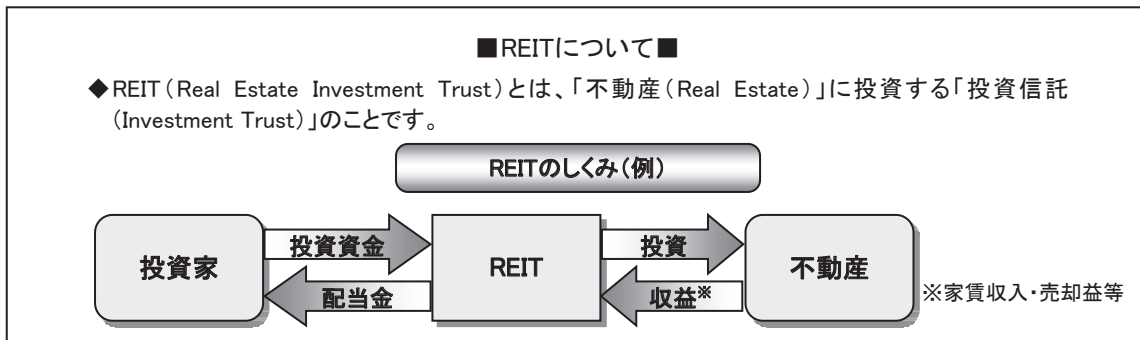 ■REITについて■
◆REIT(Real Estate Investment Trust)とは、「不動産(Real Estate)」に投資する「投資信託
(Investment Trust)」のことです。
REITのしくみ(例)
投資家
投資資金
配当金
REIT
投資
収益※
不動産
※家賃収入・売却益等